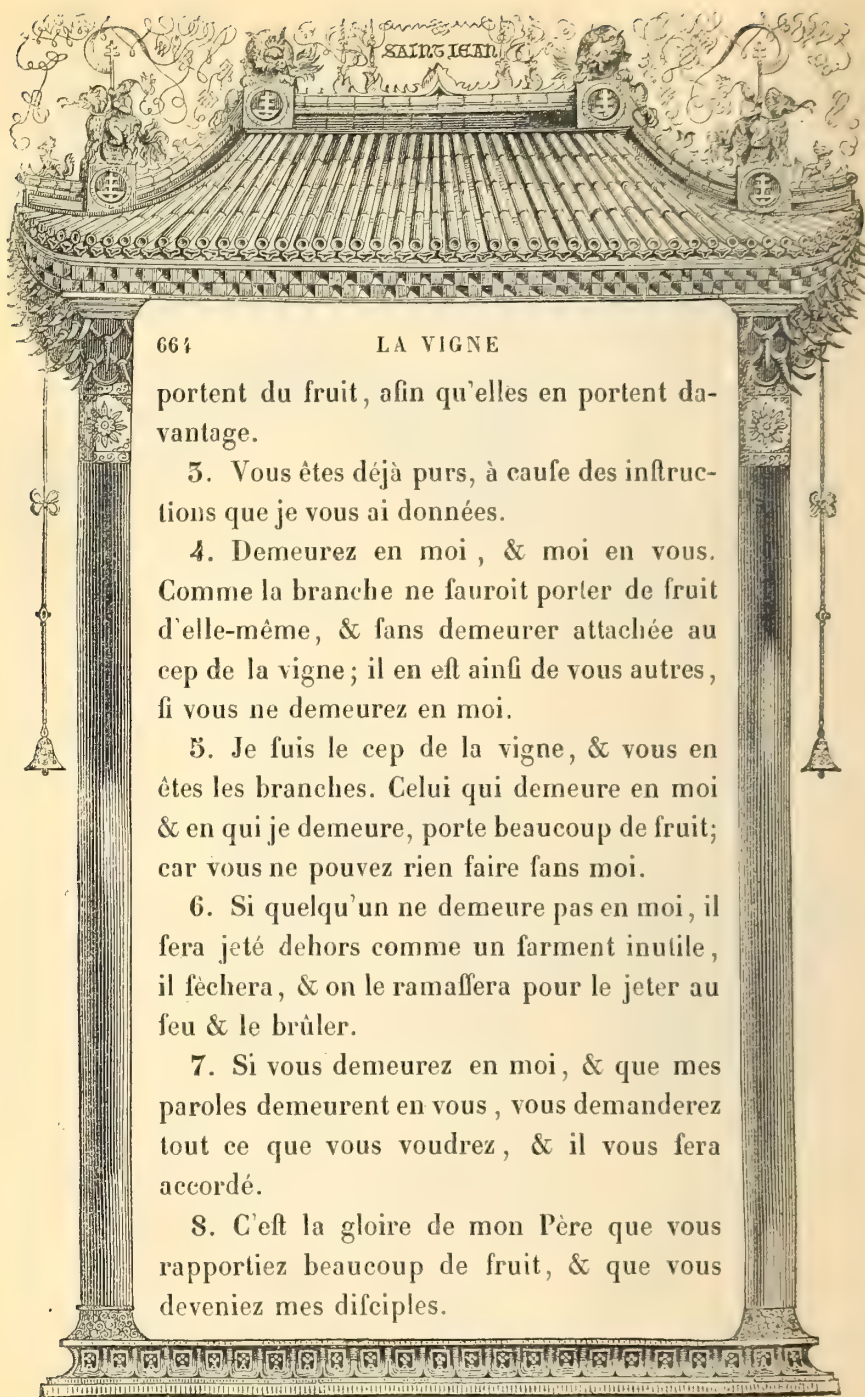 SAINT IEAN
664 LA VIGNE
portent du fruit, afin qu'elles en portent da-
vantage.
3. Vous êtes déjà purs, à cauſe des inſtruc-
tions que je vous ai données.
4. Demeurez en moi, & moi en vous.
Comme la branche ne ſauroit porter de fruit
d'elle-même, & ſans demeurer attachée au
cep de la vigne; il en eſt ainſi de vous autres,
ſi vous ne demeurez en moi.
5. Je ſuis le cep de la vigne, & vous en
êtes les branches. Celui qui demeure en moi
& en qui je demeure, porte beaucoup de fruit;
car vous ne pouvez rien faire ſans moi.
6. Si quelqu'un ne demeure pas en moi, il
ſera jeté dehors comme un ſarment inutile,
il ſèchera, & on le ramaſſera pour le jeter au
feu & le brûler.
7. Si vous demeurez en moi, & que mes
paroles demeurent en vous, vous demanderez
tout ce que vous voudrez, & il vous ſera
accordé.
8. C'eſt la gloire de mon Père que vous
rapportiez beaucoup de fruit, & que vous
deveniez mes diſciples.